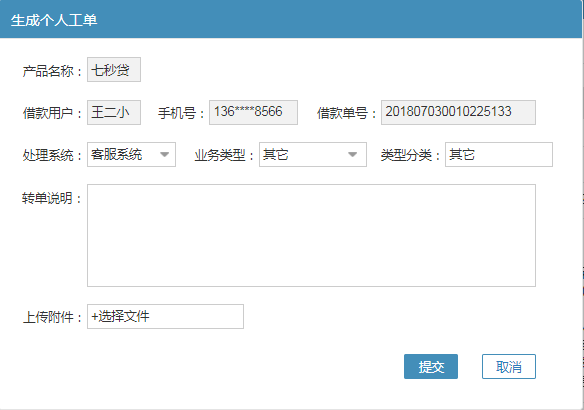 生成个人工单
产品名称： 七秒贷
借款用户： 王二小 手机号： 136****8566 借款单号： 201807030010225133
处理系统： 客服系统 业务类型： 其它 类型分类： 其它
转单说明：
上传附件： +选择文件
提交 取消